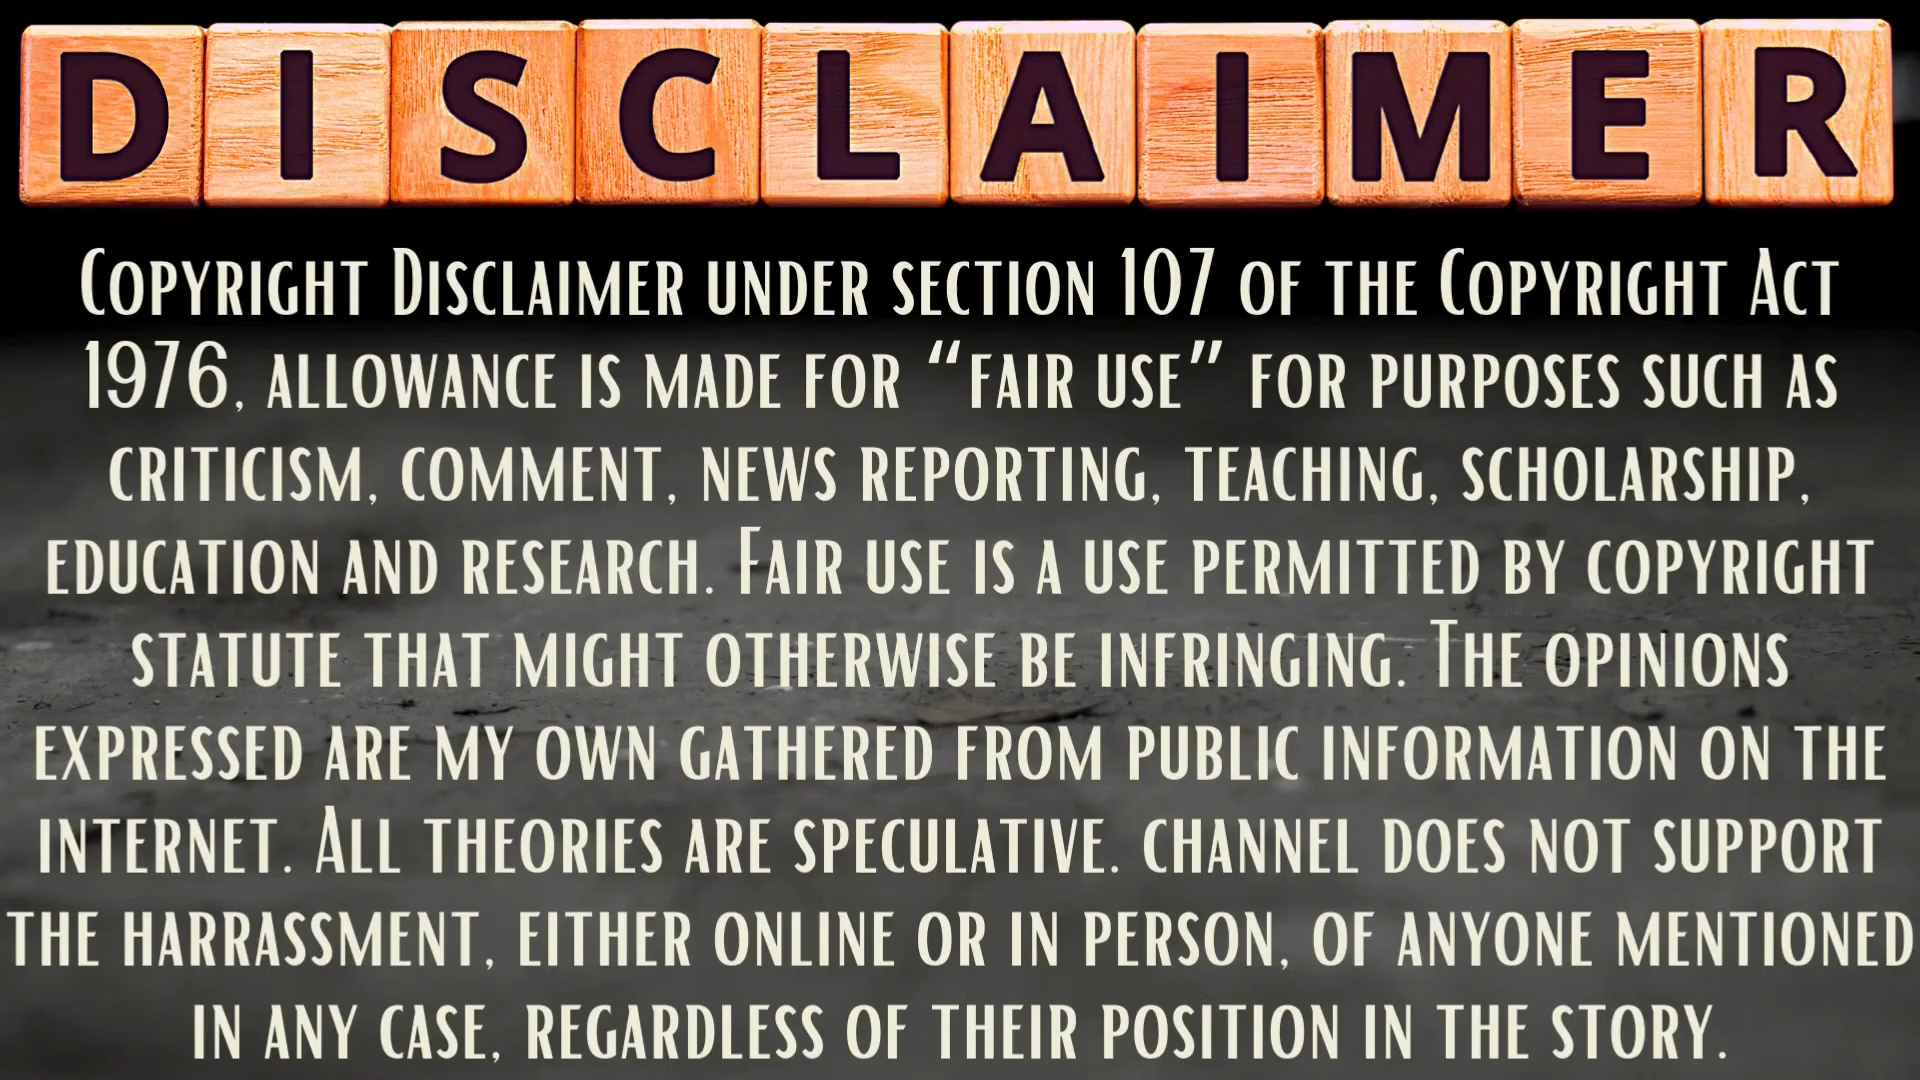 DISCLAIMER
Copyright Disclaimer under section 107 of the Copyright Act
1976, allowance is made for “fair use” for purposes such as
criticism, comment, news reporting, teaching, scholarship,
education and research. Fair use is a use permitted by copyright
statute that might otherwise be infringing. The opinions
expressed are my own gathered from public information on the
internet. All theories are speculative. channel does not support
the harrassment, either online or in person, of anyone mentioned
in any case, regardless of their position in the story.